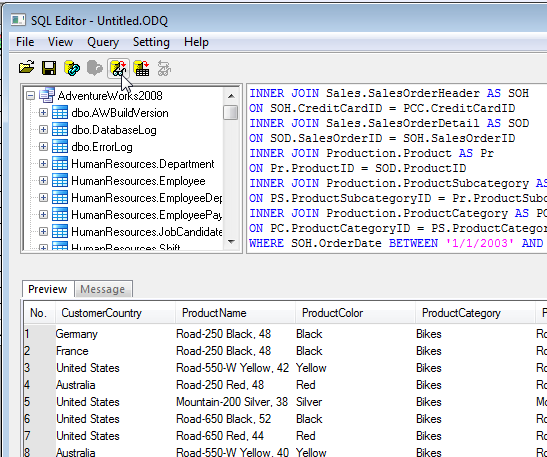 SQL Editor - Untitled.ODQ
File View Query Setting Help
AdventureWorks2008
dbo.AWBuildVersion
dbo.DatabaseLog
dbo.ErrorLog
HumanResources.Department
HumanResources.Employee
HumanResources.EmployeeDep
HumanResources.EmployeePay
HumanResources.JobCandidate
HumanResources.Shift
INNER JOIN Sales.SalesOrderHeader AS SOH
ON SOH.CreditCardID = PCC.CreditCardID
INNER JOIN Sales.SalesOrderDetail AS SOD
ON SOD.SalesOrderID = SOH.SalesOrderID
INNER JOIN Production.Product AS Pr
ON Pr.ProductID = SOD.ProductID
INNER JOIN Production.ProductSubcategory AS
ON PS.ProductSubcategoryID = Pr.ProductSubc
INNER JOIN Production.ProductCategory AS PC
ON PC.ProductCategoryID = PS.ProductCategor
WHERE SOH.OrderDate BETWEEN '1/1/2003' AND
Preview Message
No. CustomerCountry ProductName ProductColor ProductCategory P
1 Germany Road-250 Black, 48 Black Bikes Ro
2 France Road-250 Black, 48 Black Bikes Ro
3 United States Road-550-W Yellow, 42 Yellow Bikes Ro
4 Australia Road-250 Red, 48 Red Bikes Ro
5 United States Mountain-200 Silver, 38 Silver Bikes Mo
6 United States Road-650 Black, 52 Black Bikes Ro
7 United States Road-650 Red, 44 Red Bikes Ro
8 Australia Road-550-W Yellow, 40 Yellow Bikes Ro